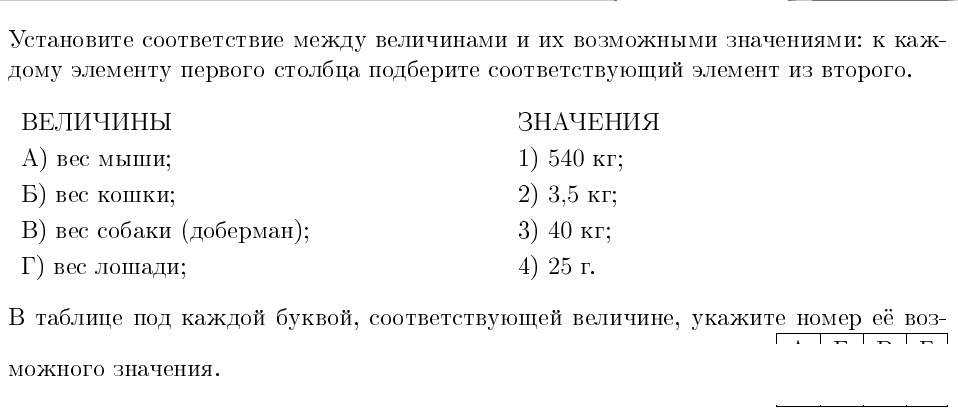 Установите соответствие между величинами и их возможными значениями: к каж-
дому элементу первого столбца подберите соответствующий элемент из второго.
ВЕЛИЧИНЫ ЗНАЧЕНИЯ
А) вес мыши; 1) 540 кг;
Б) вес кошки; 2) 3,5 кг;
В) вес собаки (доберман); 3) 40 кг;
Г) вес лошади; 4) 25 г.
В таблице под каждой буквой, соответствующей величине, укажите номер её воз-
можного значения.